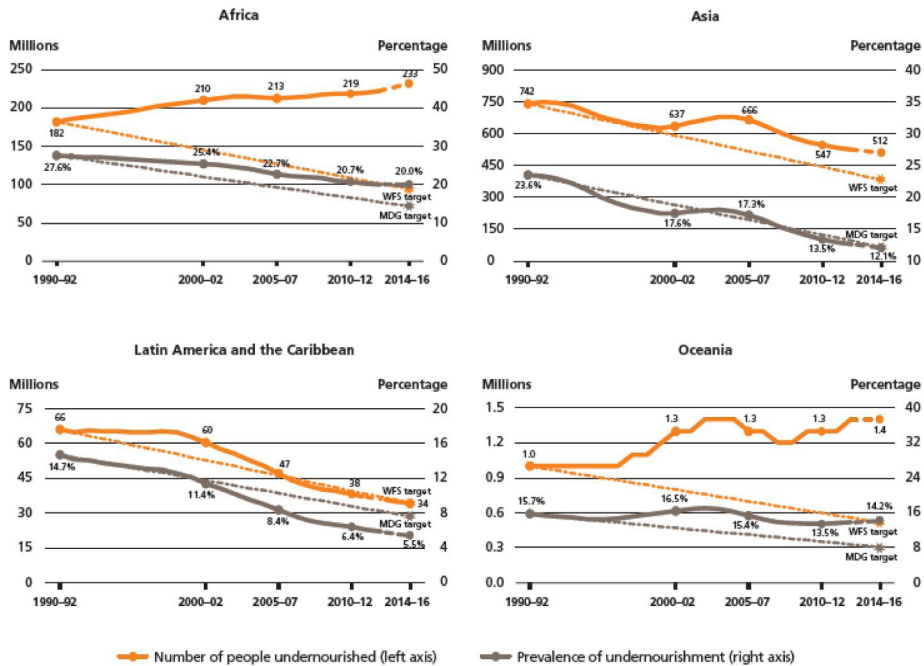 Africa
Millions Percentage
250 50
200 40
150 30
100 20
50 10
0 0
182 210 213 219 233
27.6% 25.4% 22.7% 20.7% 20.0%
WFS target
MDG target
1990–92 2000–02 2005–07 2010–12 2014–16
Asia
Millions Percentage
900 40
750 35
600 30
450 25
300 20
150 15
0 10
742 637 666 547 512
WFS target
23.6% 17.6% 17.3% 13.5% 12.1%
MDG target
1990–92 2000–02 2005–07 2010–12 2014–16
Latin America and the Caribbean
Millions Percentage
75 20
60 16
45 12
30 8
15 4
0 0
66 60 47 38 34
WFS target
14.7% 11.4% 8.4% 6.4% 5.5%
MDG target
1990–92 2000–02 2005–07 2010–12 2014–16
Oceania
Millions Percentage
1.5 40
1.2 32
0.9 24
0.6 16
0.3 8
0.0 0
1.0 1.3 1.3 1.3 1.4
15.7% 16.5% 15.4% 13.5% 14.2%
WFS target
MDG target
1990–92 2000–02 2005–07 2010–12 2014–16
Number of people undernourished (left axis) Prevalence of undernourishment (right axis)